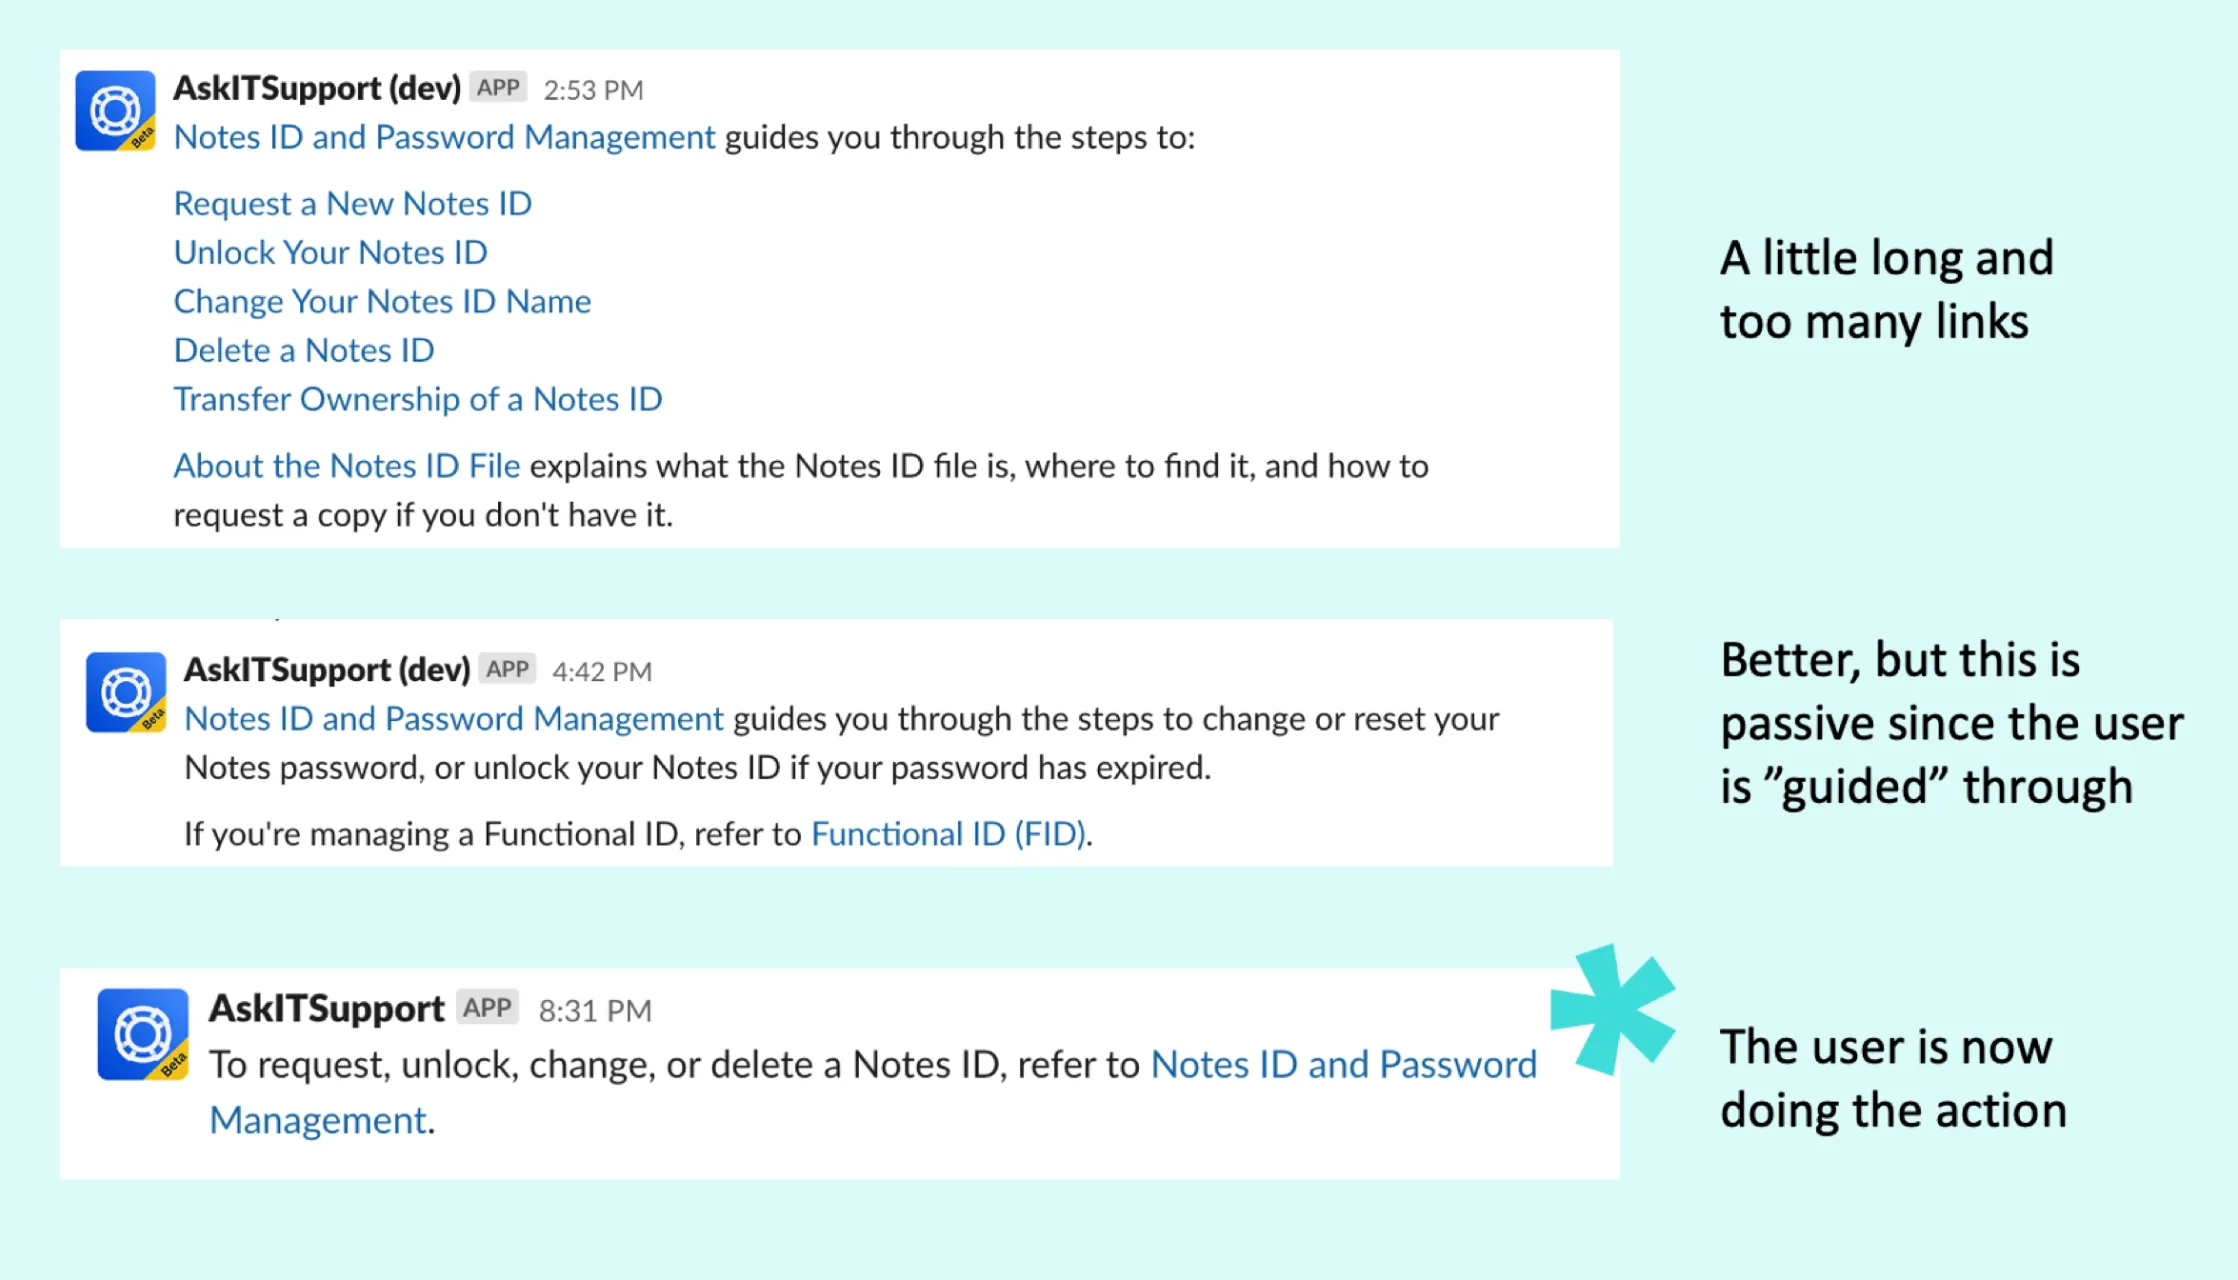 AskITSupport (dev) APP 2:53 PM
Notes ID and Password Management guides you through the steps to:
Request a New Notes ID
Unlock Your Notes ID
Change Your Notes ID Name
Delete a Notes ID
Transfer Ownership of a Notes ID
About the Notes ID File explains what the Notes ID file is, where to find it, and how to
request a copy if you don't have it.
Beta
A little long and
too many links
AskITSupport (dev) APP 4:42 PM
Notes ID and Password Management guides you through the steps to change or reset your
Notes password, or unlock your Notes ID if your password has expired.
If you're managing a Functional ID, refer to Functional ID (FID).
Beta
Better, but this is
passive since the user
is ”guided” through
AskITSupport APP 8:31 PM
To request, unlock, change, or delete a Notes ID, refer to Notes ID and Password
Management.
Beta
The user is now
doing the action